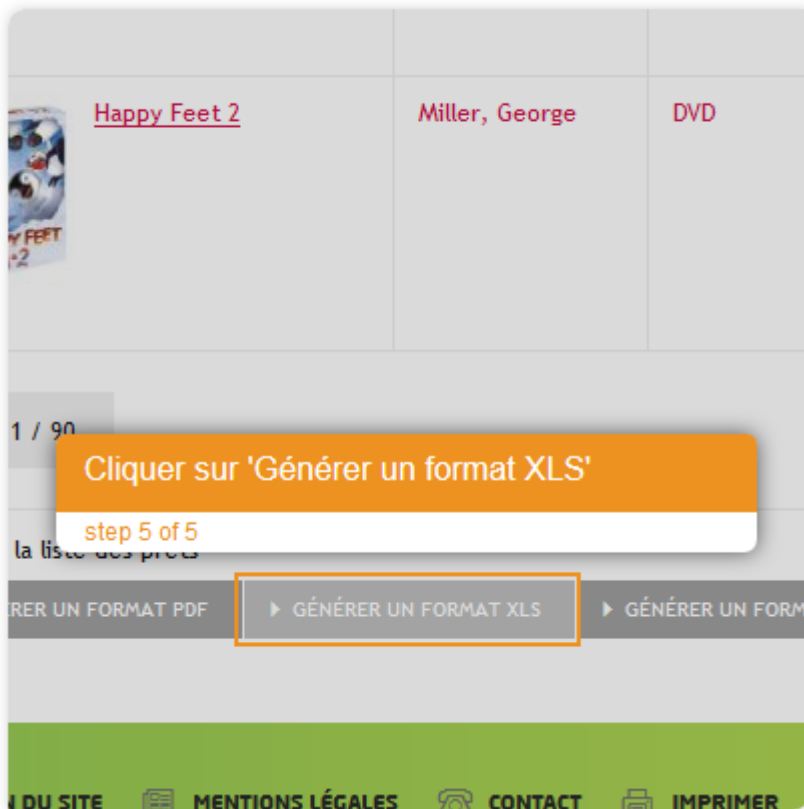 Happy Feet 2 Miller, George DVD
1 / 90
Cliquer sur 'Générer un format XLS'
step 5 of 5
la liste des prêts
RER UN FORMAT PDF GÉNÉRER UN FORMAT XLS GÉNÉRER UN FORM
N DU SITE MENTIONS LÉGALES CONTACT IMPRIMER